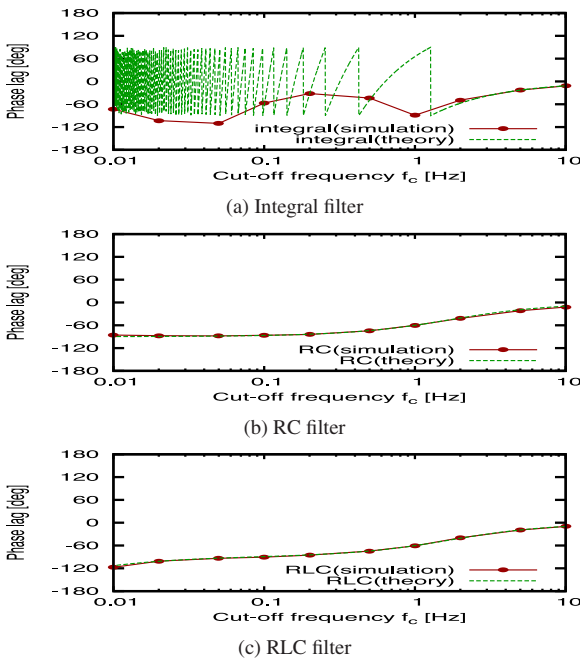 180
120
60
0
-60
-120
-180
Phase lag [deg]
integral(simulation)
integral(theory)
0.01 0.1 1 10
Cut-off frequency f_c [Hz]
(a) Integral filter
180
120
60
0
-60
-120
-180
Phase lag [deg]
RC(simulation)
RC(theory)
0.01 0.1 1 10
Cut-off frequency f_c [Hz]
(b) RC filter
180
120
60
0
-60
-120
-180
Phase lag [deg]
RLC(simulation)
RLC(theory)
0.01 0.1 1 10
Cut-off frequency f_c [Hz]
(c) RLC filter